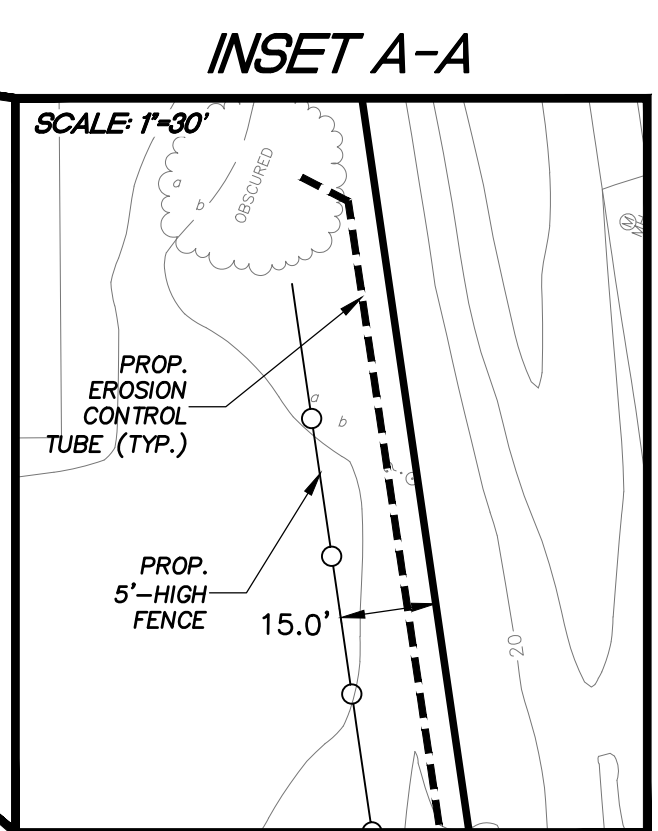 INSET A-A
SCALE: 1"=30'
a
b
OBSCURED
M
PROP.
EROSION
CONTROL
TUBE (TYP.)
a
b
PROP.
5'-HIGH
FENCE
15.0'
20